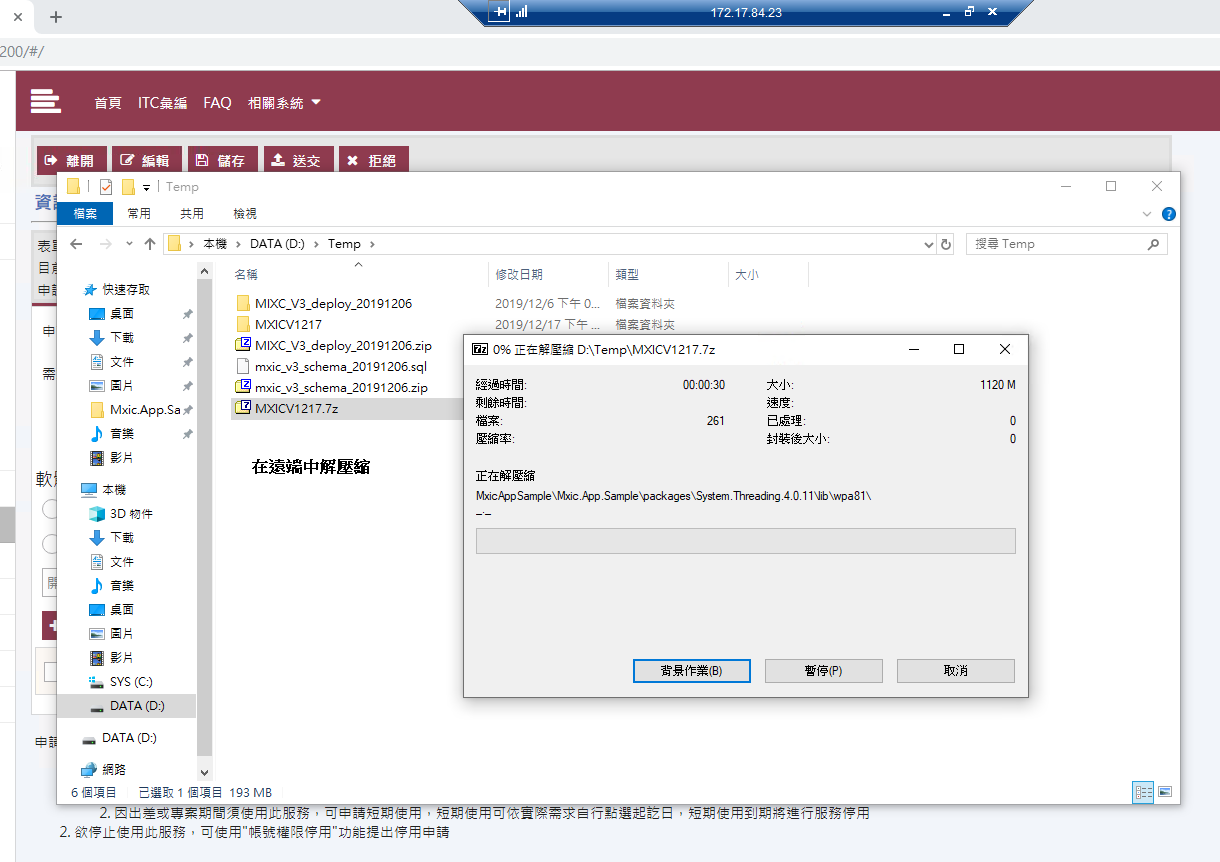 172.17.84.23
200/#/
首頁 ITC彙編 FAQ 相關系統
離開 編輯 儲存 送交 拒絕
Temp
檔案 常用 共用 檢視
本機 DATA (D:) Temp
搜尋 Temp
名稱 修改日期 類型 大小
MIXC_V3_deploy_20191206 2019/12/6 下午 0... 檔案資料夾
MXICV1217 2019/12/17 下午 ... 檔案資料夾
MIXC_V3_deploy_20191206.zip
mxic_v3_schema_20191206.sql
mxic_v3_schema_20191206.zip
MXICV1217.7z
在遠端中解壓縮
快速存取
桌面
下載
文件
圖片
Mxic.App.Sa
音樂
影片
本機
3D 物件
下載
文件
音樂
桌面
圖片
影片
SYS (C:)
DATA (D:)
DATA (D:)
網路
6 個項目 已選取 1 個項目 193 MB
0% 正在解壓縮 D:\Temp\MXICV1217.7z
經過時間: 00:00:30 大小: 1120 M
剩餘時間: 速度:
檔案: 261 已處理: 0
壓縮率: 封裝後大小: 0
正在解壓縮
MxicAppSample\Mxic.App.Sample\packages\System.Threading.4.0.11\lib\wpa81\
_._
背景作業(B) 暫停(P) 取消
表
目
申
申
需
軟
開
申請
2. 因出差或專案期間須使用此服務，可申請短期使用，短期使用可依實際需求自行點選起訖日，短期使用到期將進行服務停用
2. 欲停止使用此服務，可使用"帳號權限停用"功能提出停用申請